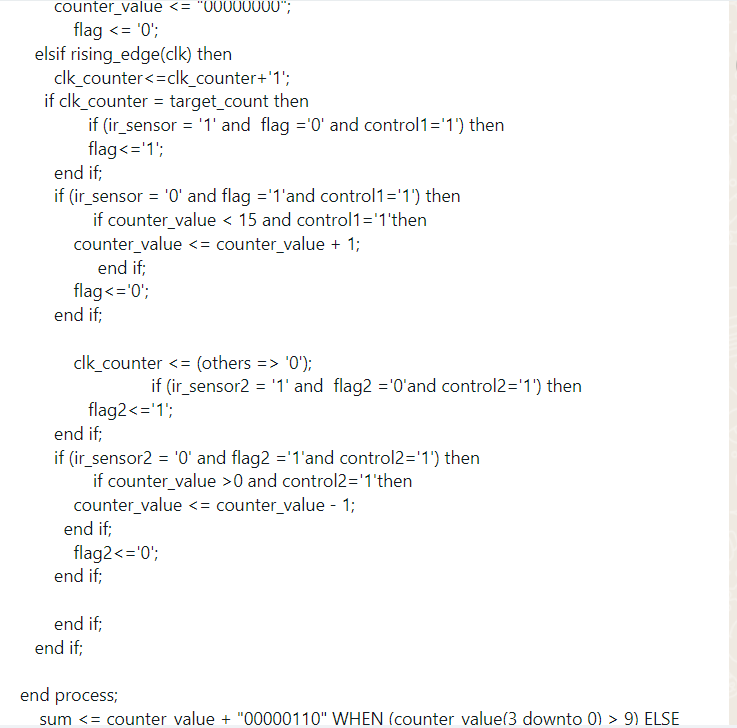 counter_value <= "00000000";
flag <= '0';
elsif rising_edge(clk) then
clk_counter<=clk_counter+'1';
if clk_counter = target_count then
if (ir_sensor = '1' and  flag ='0' and control1='1') then
flag<='1';
end if;
if (ir_sensor = '0' and flag ='1'and control1='1') then
if counter_value < 15 and control1='1'then
counter_value <= counter_value + 1;
end if;
flag<='0';
end if;
clk_counter <= (others => '0');
if (ir_sensor2 = '1' and  flag2 ='0'and control2='1') then
flag2<='1';
end if;
if (ir_sensor2 = '0' and flag2 ='1'and control2='1') then
if counter_value >0 and control2='1'then
counter_value <= counter_value - 1;
end if;
flag2<='0';
end if;
end if;
end if;
end process;
sum <= counter_value + "00000110" WHEN (counter_value(3 downto 0) > 9) ELSE